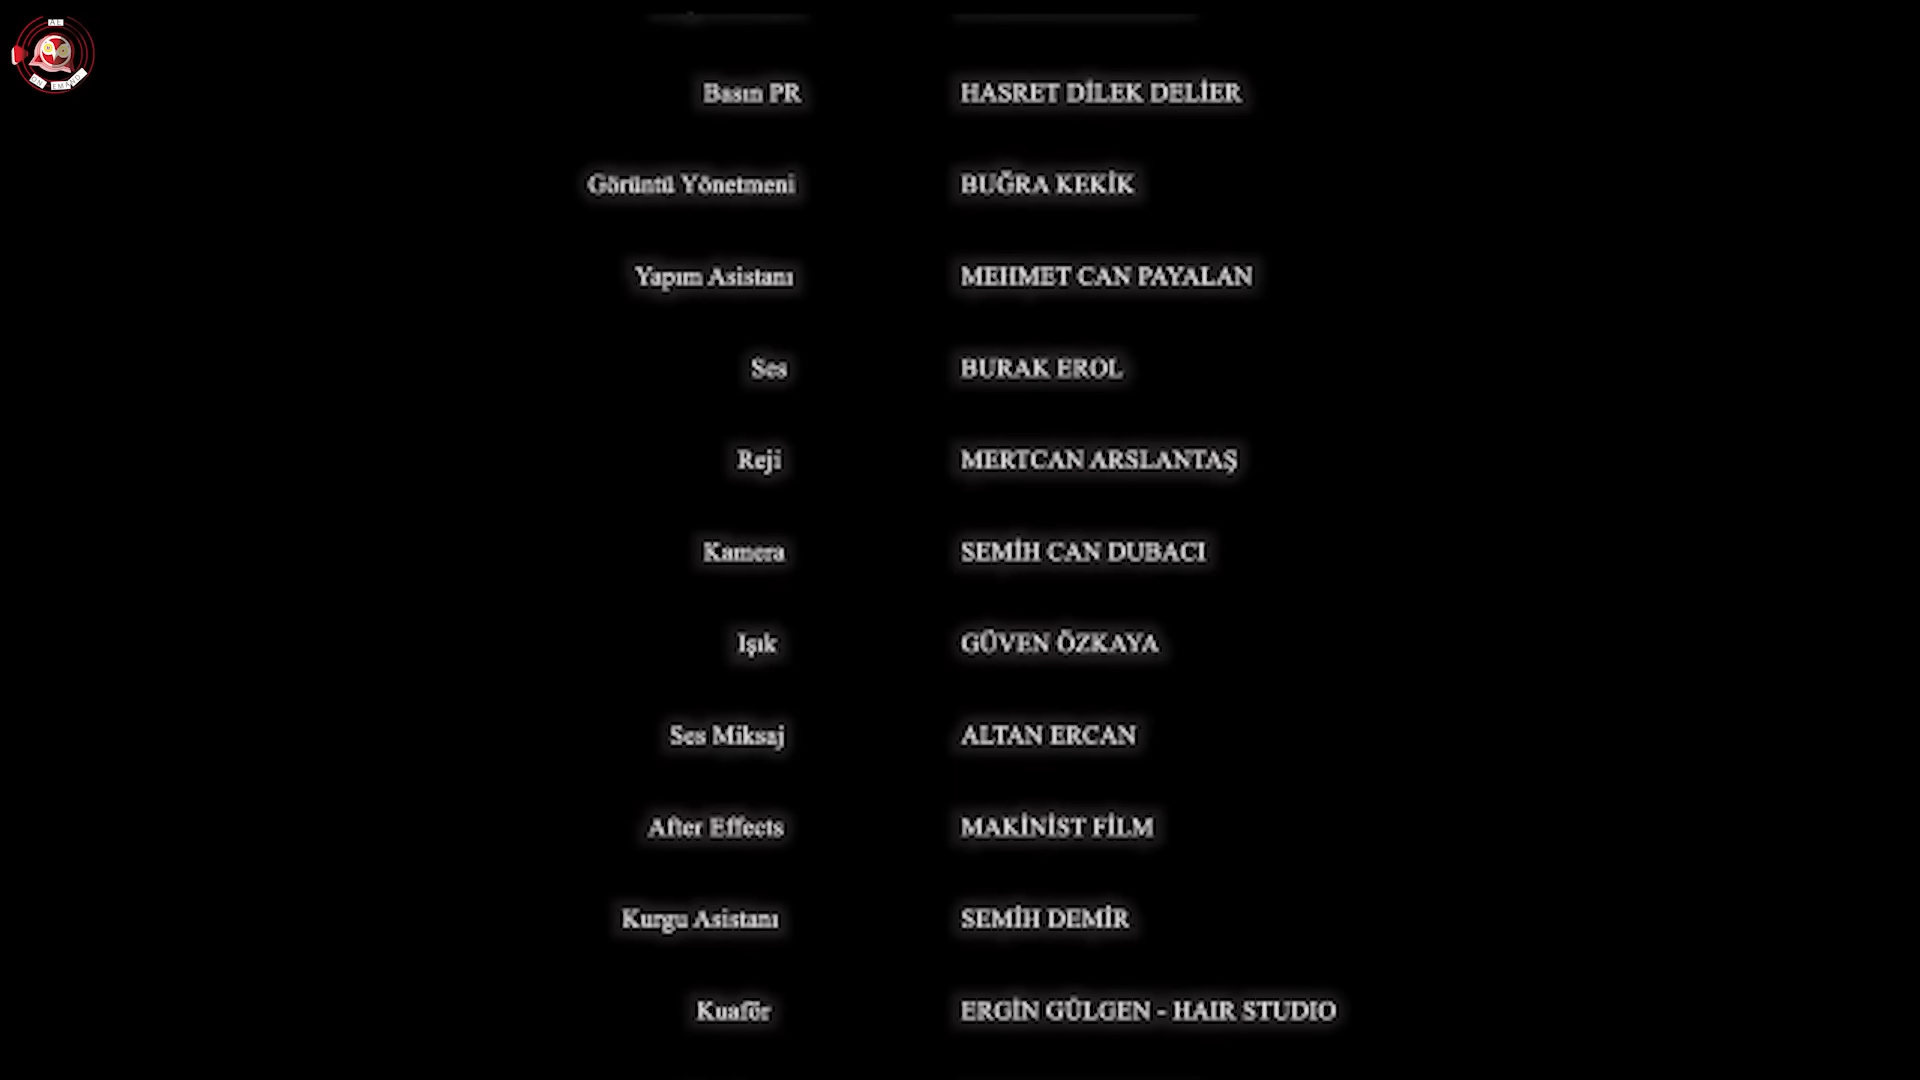 AE
Basın PR HASRET DİLEK DELİER
Görüntü Yönetmeni BUĞRA KEKİK
Yapım Asistanı MEHMET CAN PAYALAN
Ses BURAK EROL
Reji MERTCAN ARSLANTAŞ
Kamera SEMİH CAN DUBACI
Işık GÜVEN ÖZKAYA
Ses Miksaj ALTAN ERCAN
After Effects MAKİNİST FİLM
Kurgu Asistanı SEMİH DEMİR
Kuaför ERGİN GÜLGEN - HAIR STUDIO